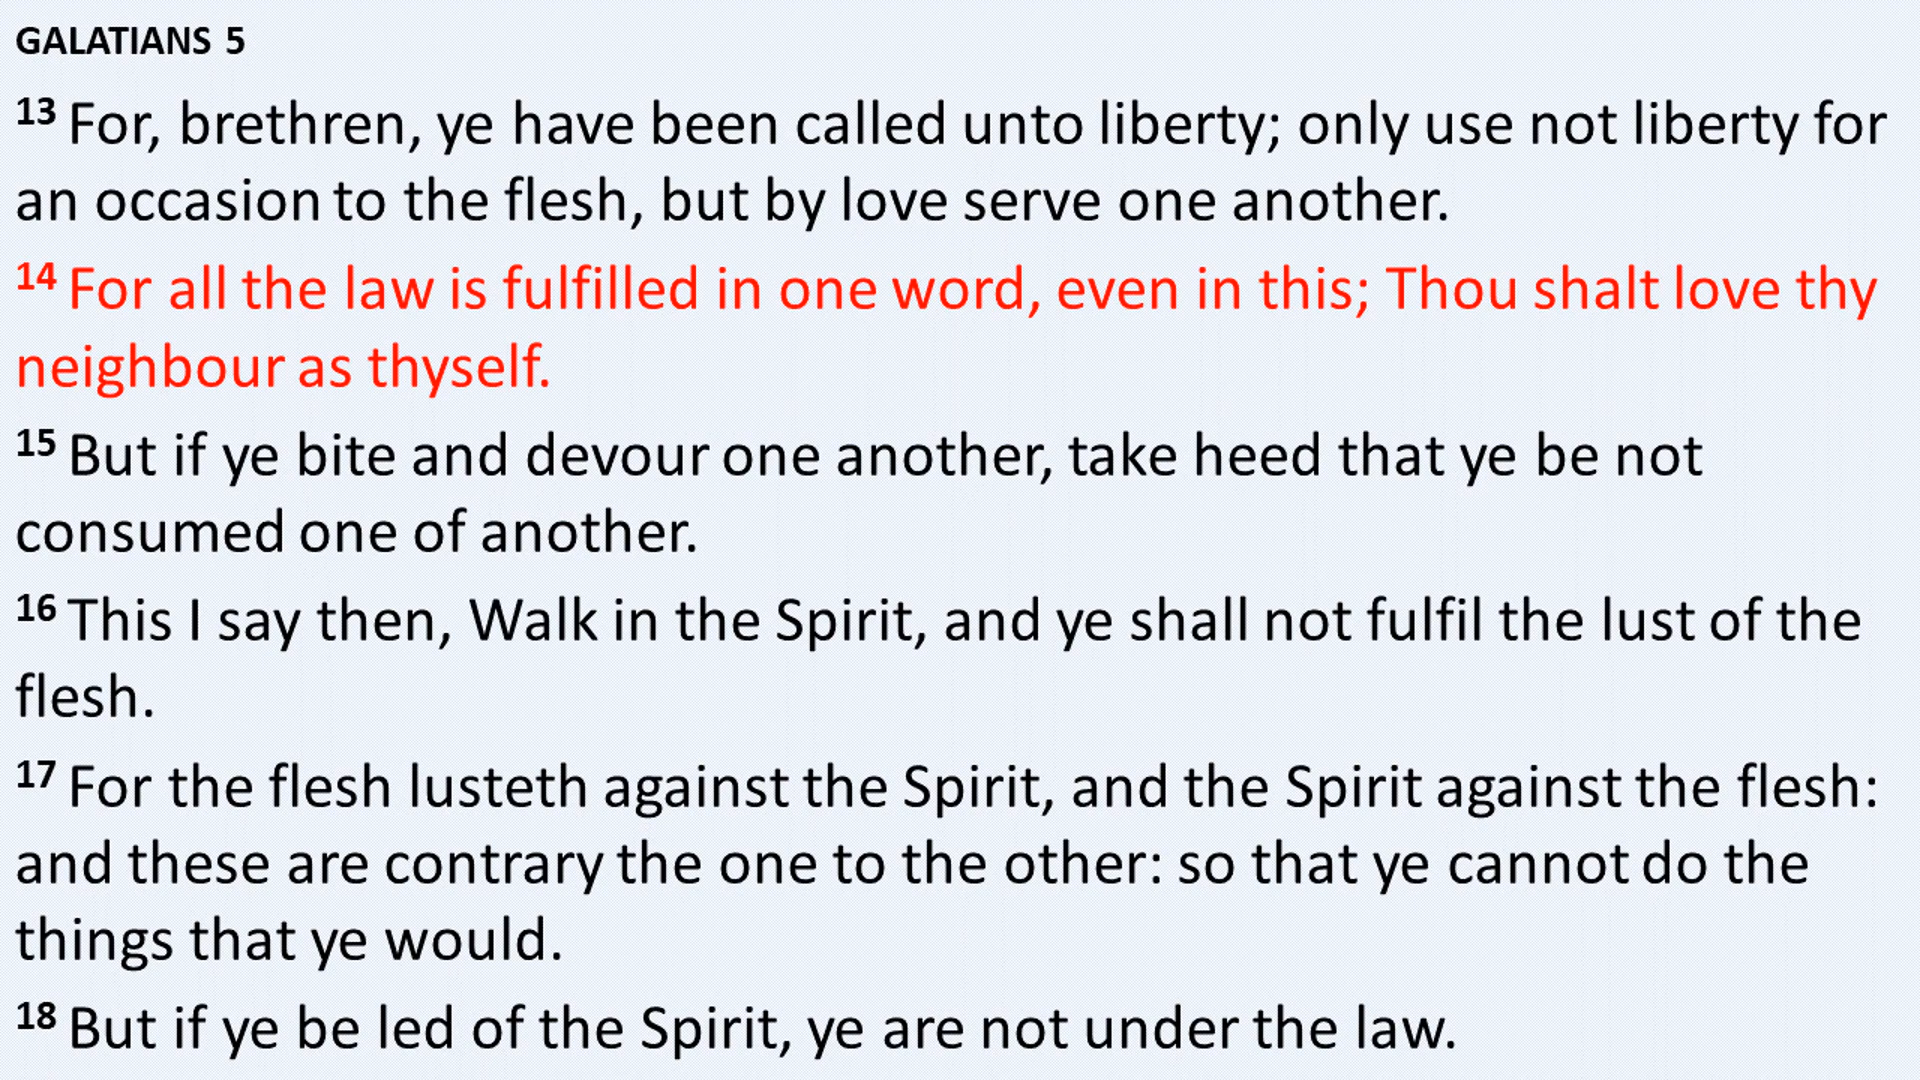 GALATIANS 5
13 For, brethren, ye have been called unto liberty; only use not liberty for
an occasion to the flesh, but by love serve one another.
14 For all the law is fulfilled in one word, even in this; Thou shalt love thy
neighbour as thyself.
15 But if ye bite and devour one another, take heed that ye be not
consumed one of another.
16 This I say then, Walk in the Spirit, and ye shall not fulfil the lust of the
flesh.
17 For the flesh lusteth against the Spirit, and the Spirit against the flesh:
and these are contrary the one to the other: so that ye cannot do the
things that ye would.
18 But if ye be led of the Spirit, ye are not under the law.